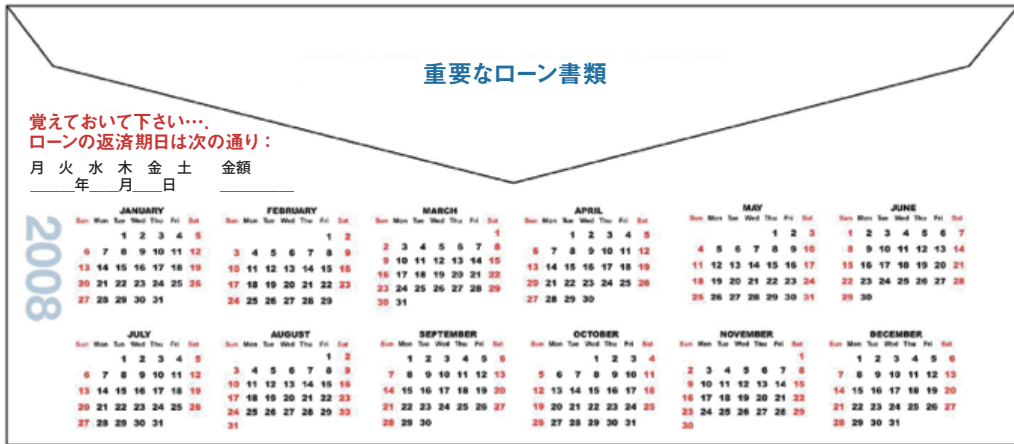 重要なローン書類
覚えておいて下さい….
ローンの返済期日は次の通り：
月 火 水 木 金 土 金額
_____年___月___日 ________
2008
JANUARY
Sun Mon Tue Wed Thu Fri Sat
1 2 3 4 5
6 7 8 9 10 11 12
13 14 15 16 17 18 19
20 21 22 23 24 25 26
27 28 29 30 31
FEBRUARY
Sun Mon Tue Wed Thu Fri Sat
1 2
3 4 5 6 7 8 9
10 11 12 13 14 15 16
17 18 19 20 21 22 23
24 25 26 27 28 29
MARCH
Sun Mon Tue Wed Thu Fri Sat
1
2 3 4 5 6 7 8
9 10 11 12 13 14 15
16 17 18 19 20 21 22
23 24 25 26 27 28 29
30 31
APRIL
Sun Mon Tue Wed Thu Fri Sat
1 2 3 4 5
6 7 8 9 10 11 12
13 14 15 16 17 18 19
20 21 22 23 24 25 26
27 28 29 30
MAY
Sun Mon Tue Wed Thu Fri Sat
1 2 3
4 5 6 7 8 9 10
11 12 13 14 15 16 17
18 19 20 21 22 23 24
25 26 27 28 29 30 31
JUNE
Sun Mon Tue Wed Thu Fri Sat
1 2 3 4 5 6 7
8 9 10 11 12 13 14
15 16 17 18 19 20 21
22 23 24 25 26 27 28
29 30
JULY
Sun Mon Tue Wed Thu Fri Sat
1 2 3 4 5
6 7 8 9 10 11 12
13 14 15 16 17 18 19
20 21 22 23 24 25 26
27 28 29 30 31
AUGUST
Sun Mon Tue Wed Thu Fri Sat
1 2
3 4 5 6 7 8 9
10 11 12 13 14 15 16
17 18 19 20 21 22 23
24 25 26 27 28 29 30
31
SEPTEMBER
Sun Mon Tue Wed Thu Fri Sat
1 2 3 4 5 6
7 8 9 10 11 12 13
14 15 16 17 18 19 20
21 22 23 24 25 26 27
28 29 30
OCTOBER
Sun Mon Tue Wed Thu Fri Sat
1 2 3 4
5 6 7 8 9 10 11
12 13 14 15 16 17 18
19 20 21 22 23 24 25
26 27 28 29 30 31
NOVEMBER
Sun Mon Tue Wed Thu Fri Sat
1
2 3 4 5 6 7 8
9 10 11 12 13 14 15
16 17 18 19 20 21 22
23 24 25 26 27 28 29
30
DECEMBER
Sun Mon Tue Wed Thu Fri Sat
1 2 3 4 5 6
7 8 9 10 11 12 13
14 15 16 17 18 19 20
21 22 23 24 25 26 27
28 29 30 31